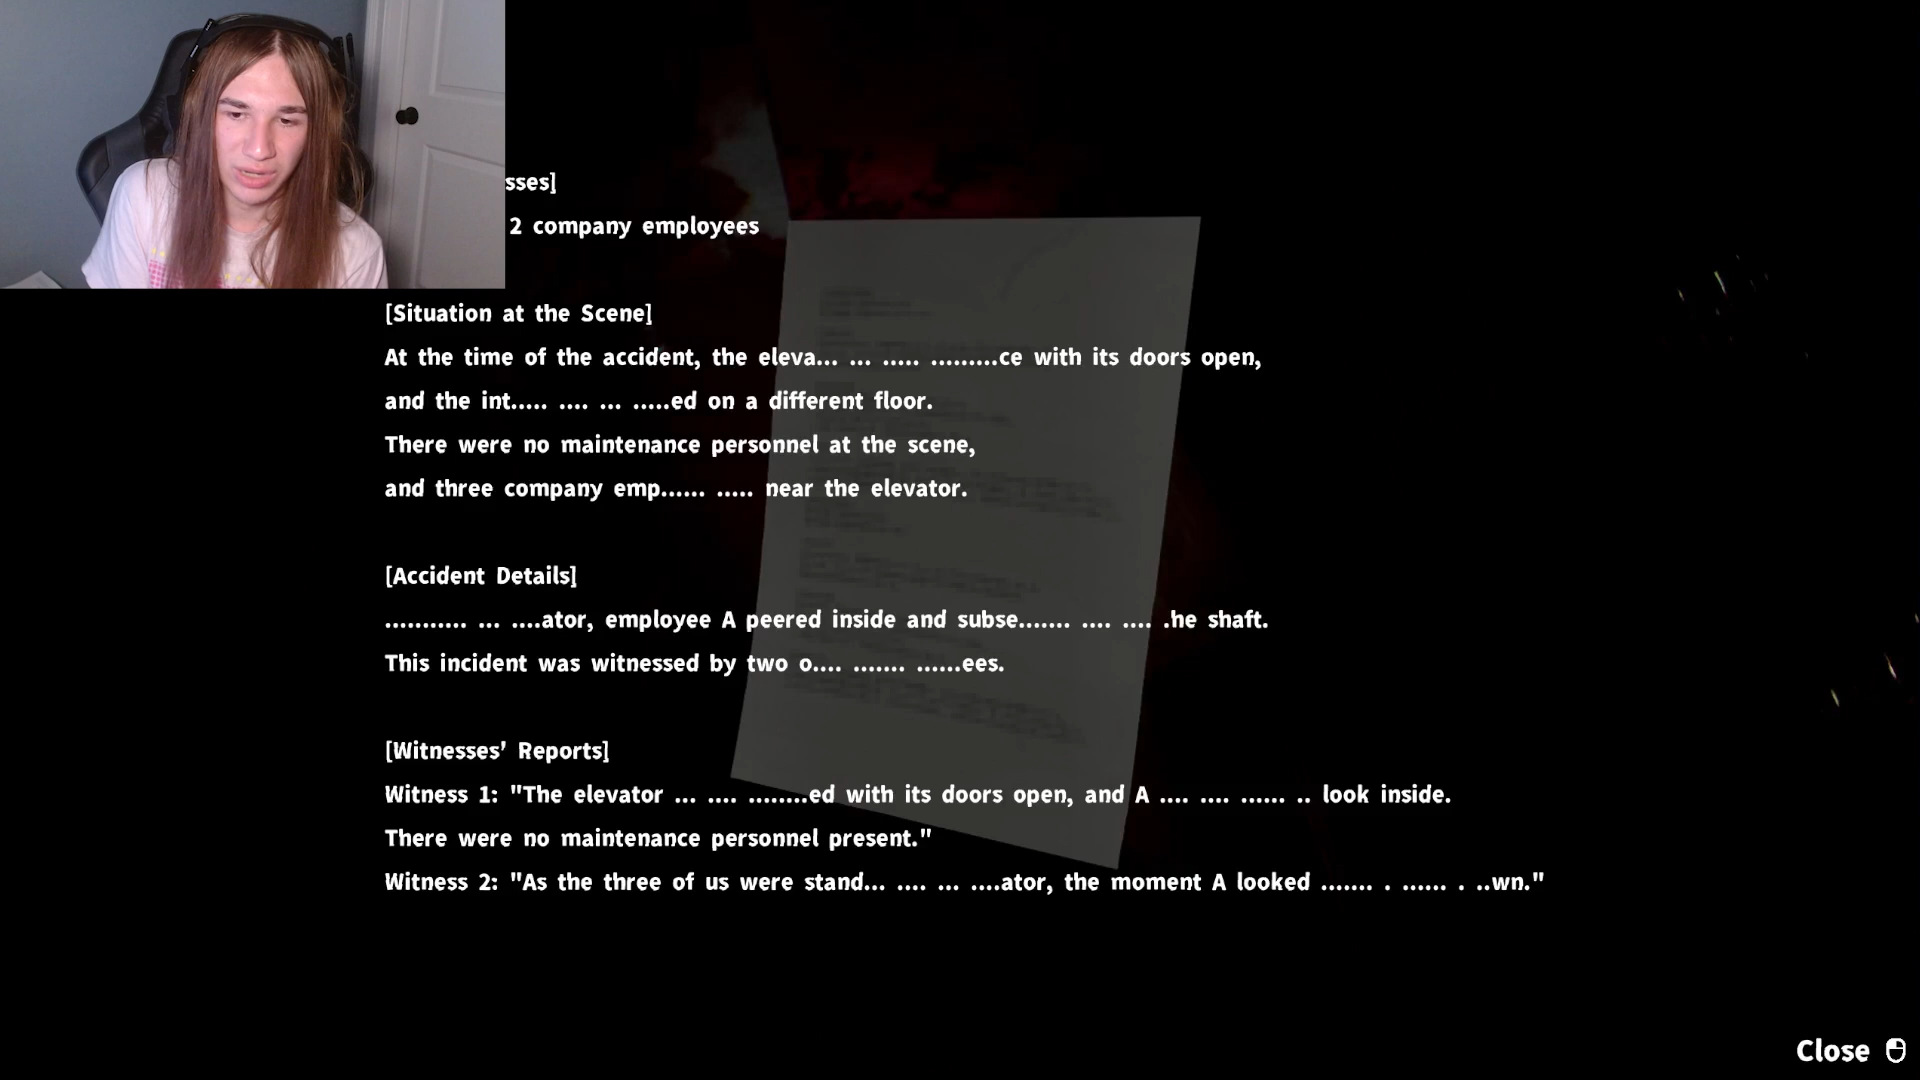 sses]
2 company employees
[Situation at the Scene]
At the time of the accident, the eleva... ... ..... .........ce with its doors open,
and the int..... .... ... .....ed on a different floor.
There were no maintenance personnel at the scene,
and three company emp...... ..... near the elevator.
[Accident Details]
........... ... ....ator, employee A peered inside and subse....... .... .... .he shaft.
This incident was witnessed by two o.... ....... ......ees.
[Witnesses’ Reports]
Witness 1: "The elevator ... .... ........ed with its doors open, and A .... .... ...... .. look inside.
There were no maintenance personnel present."
Witness 2: "As the three of us were stand... .... ... ....ator, the moment A looked ....... . ...... . ..wn."
Close